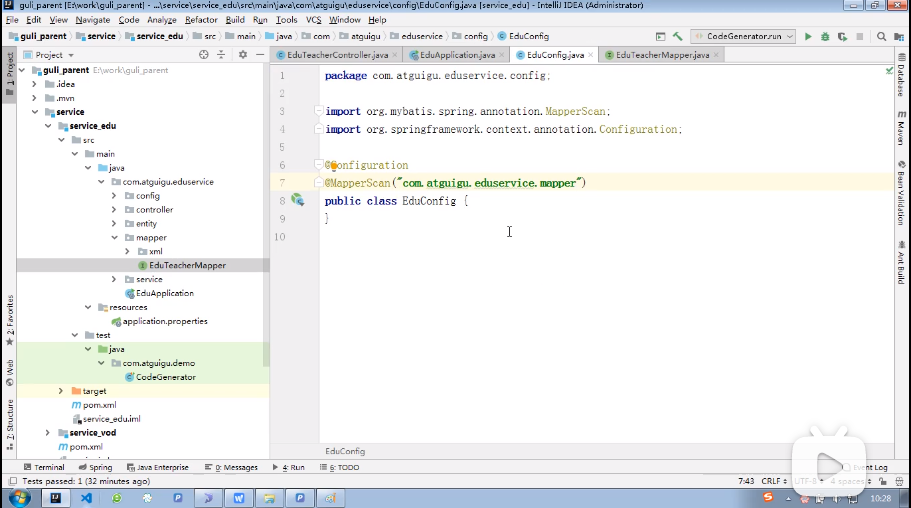 guli_parent [E:\work\guli_parent] - ...\service\service_edu\src\main\java\com\atguigu\eduservice\config\EduConfig.java [service_edu] - IntelliJ IDEA (Administrator)
File Edit View Navigate Code Analyze Refactor Build Run Tools VCS Window Help
guli_parent service service_edu src main java com atguigu eduservice config EduConfig CodeGenerator.run
Project EduTeacherController.java EduApplication.java EduConfig.java EduTeacherMapper.java
guli_parent E:\work\guli_parent
.idea
.mvn
service
service_edu
src
main
java
com.atguigu.eduservice
config
controller
entity
mapper
xml
EduTeacherMapper
service
EduApplication
resources
application.properties
test
java
com.atguigu.demo
CodeGenerator
target
pom.xml
service_edu.iml
service_vod
pom.xml
1 package com.atguigu.eduservice.config;
2
3 import org.mybatis.spring.annotation.MapperScan;
4 import org.springframework.context.annotation.Configuration;
5
6 @Configuration
7 @MapperScan("com.atguigu.eduservice.mapper")
8 public class EduConfig {
9 }
10
EduConfig
1: Project
2: Favorites
Web
Z: Structure
Database
Maven
Bean Validation
Ant Build
Terminal Spring Java Enterprise 0: Messages 4: Run 6: TODO Event Log
Tests passed: 1 (32 minutes ago) 7:43 CRLF UTF-8 4 spaces
10:28